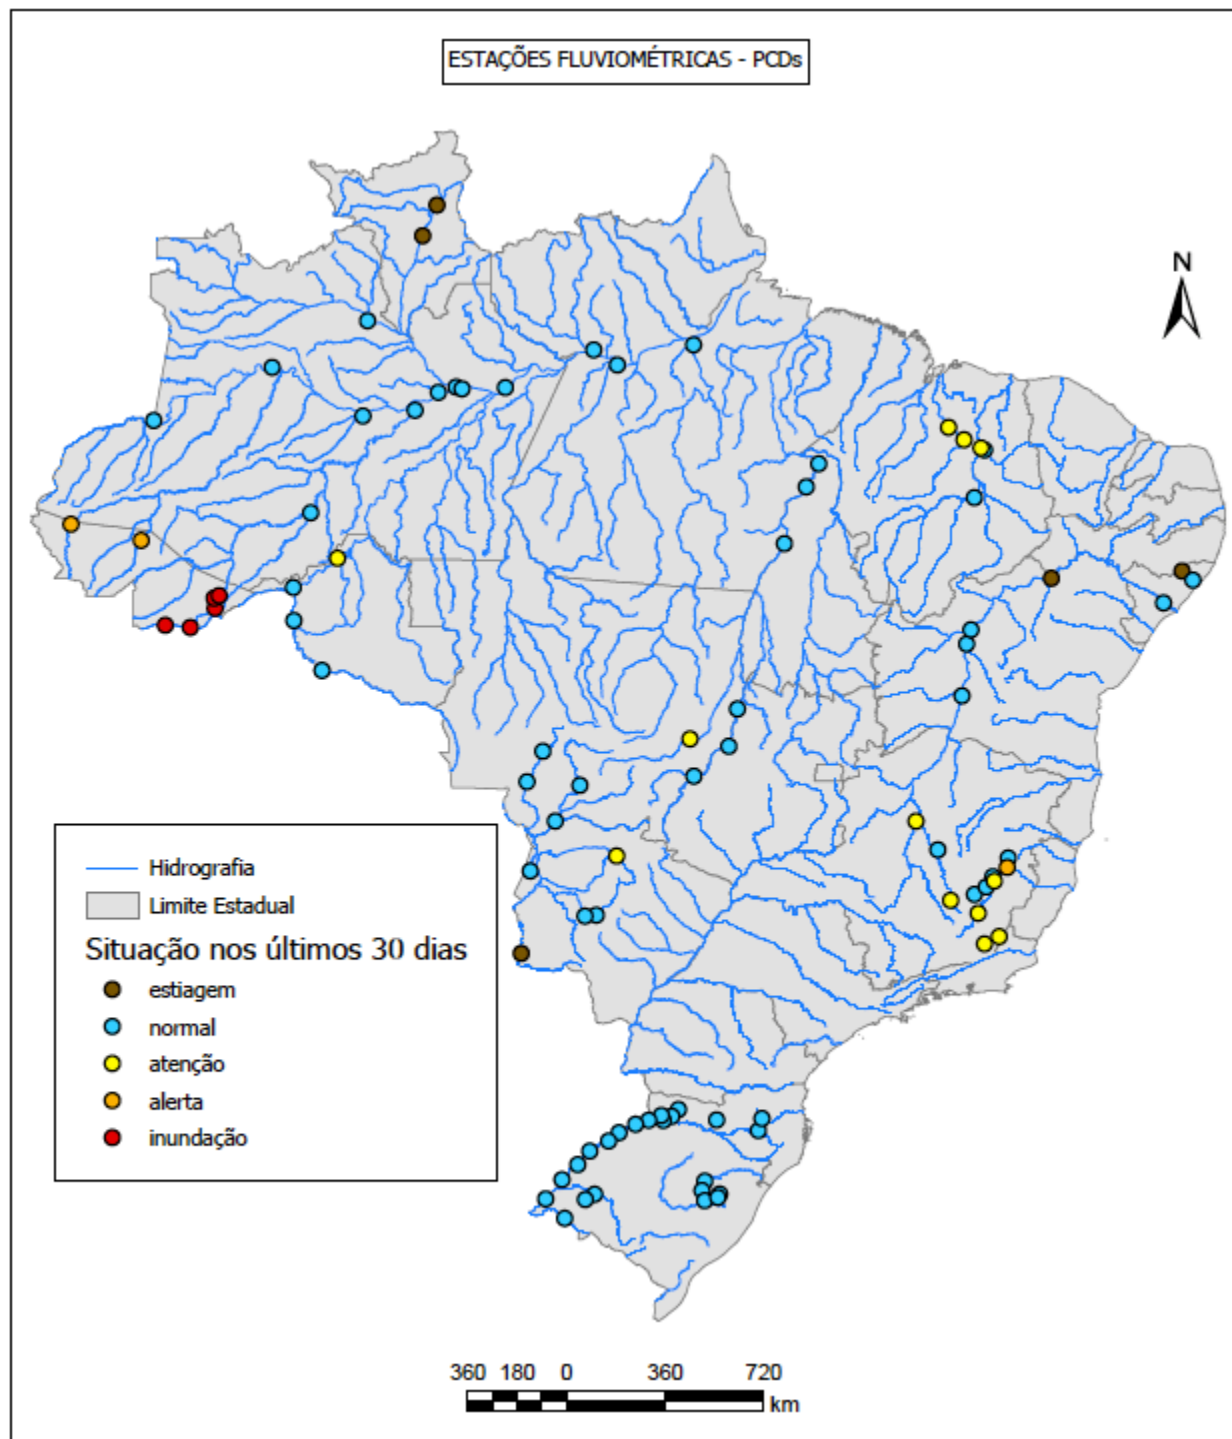 ESTAÇÕES FLUVIOMÉTRICAS - PCDs
N
Hidrografia
Limite Estadual
Situação nos últimos 30 dias
estiagem
normal
atenção
alerta
inundação
360 180 0 360 720
km